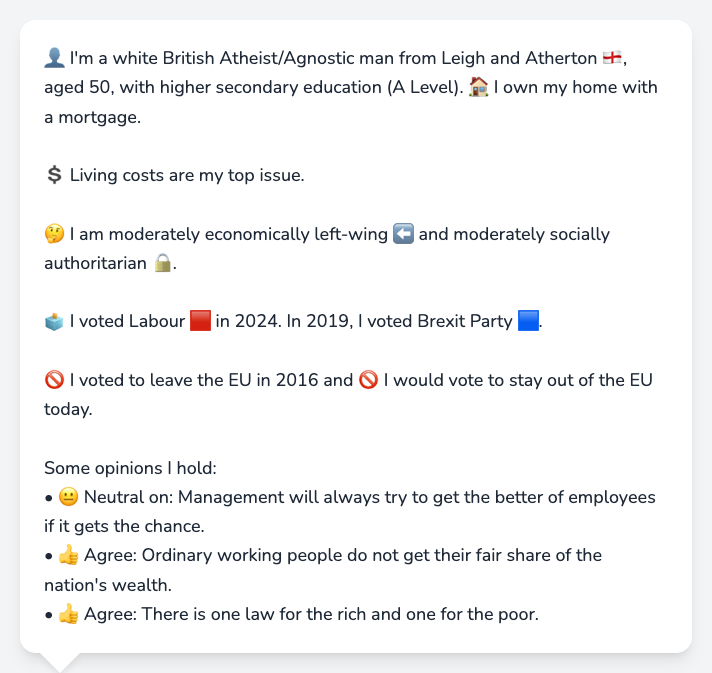 👤 I'm a white British Atheist/Agnostic man from Leigh and Atherton 🏴󠁧󠁢󠁥󠁮󠁧󠁿,
aged 50, with higher secondary education (A Level). 🏠 I own my home with
a mortgage.
💲 Living costs are my top issue.
🤔 I am moderately economically left-wing ⬅️ and moderately socially
authoritarian 🔒.
🗳️ I voted Labour 🟥 in 2024. In 2019, I voted Brexit Party 🟦.
🚫 I voted to leave the EU in 2016 and 🚫 I would vote to stay out of the EU
today.
Some opinions I hold:
• 😐 Neutral on: Management will always try to get the better of employees
if it gets the chance.
• 👍 Agree: Ordinary working people do not get their fair share of the
nation's wealth.
• 👍 Agree: There is one law for the rich and one for the poor.